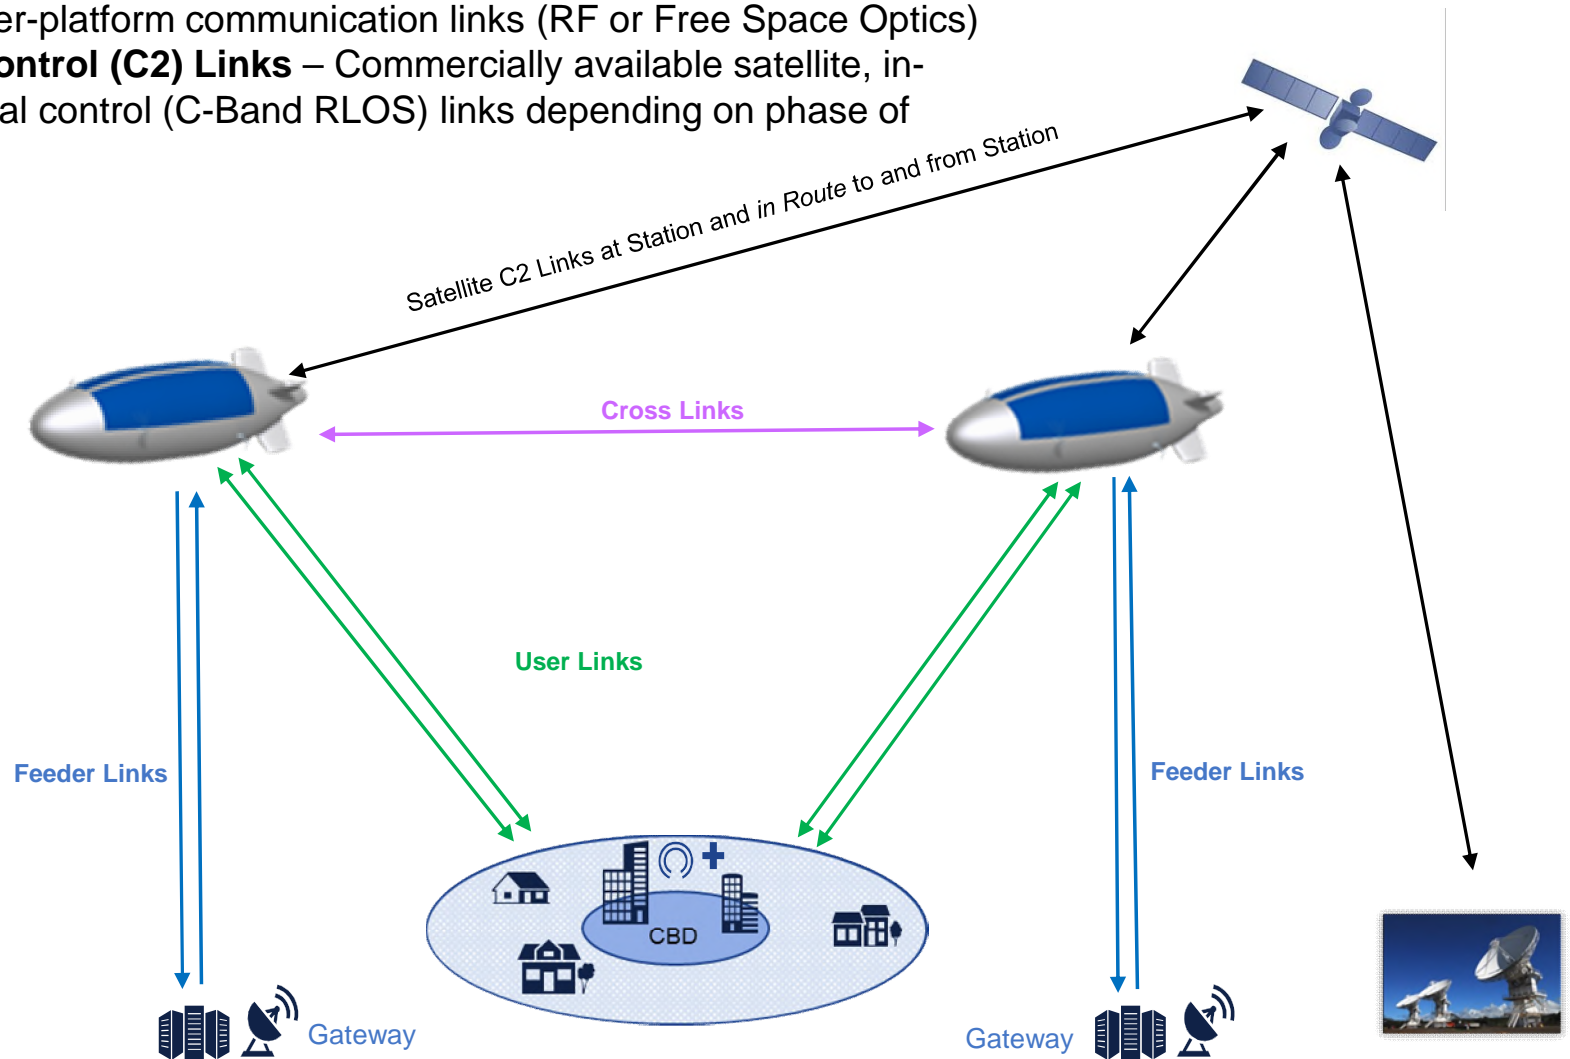 er-platform communication links (RF or Free Space Optics)
ontrol (C2) Links – Commercially available satellite, in-
al control (C-Band RLOS) links depending on phase of
Satellite C2 Links at Station and in Route to and from Station
Cross Links
User Links
Feeder Links
Feeder Links
CBD
Gateway
Gateway